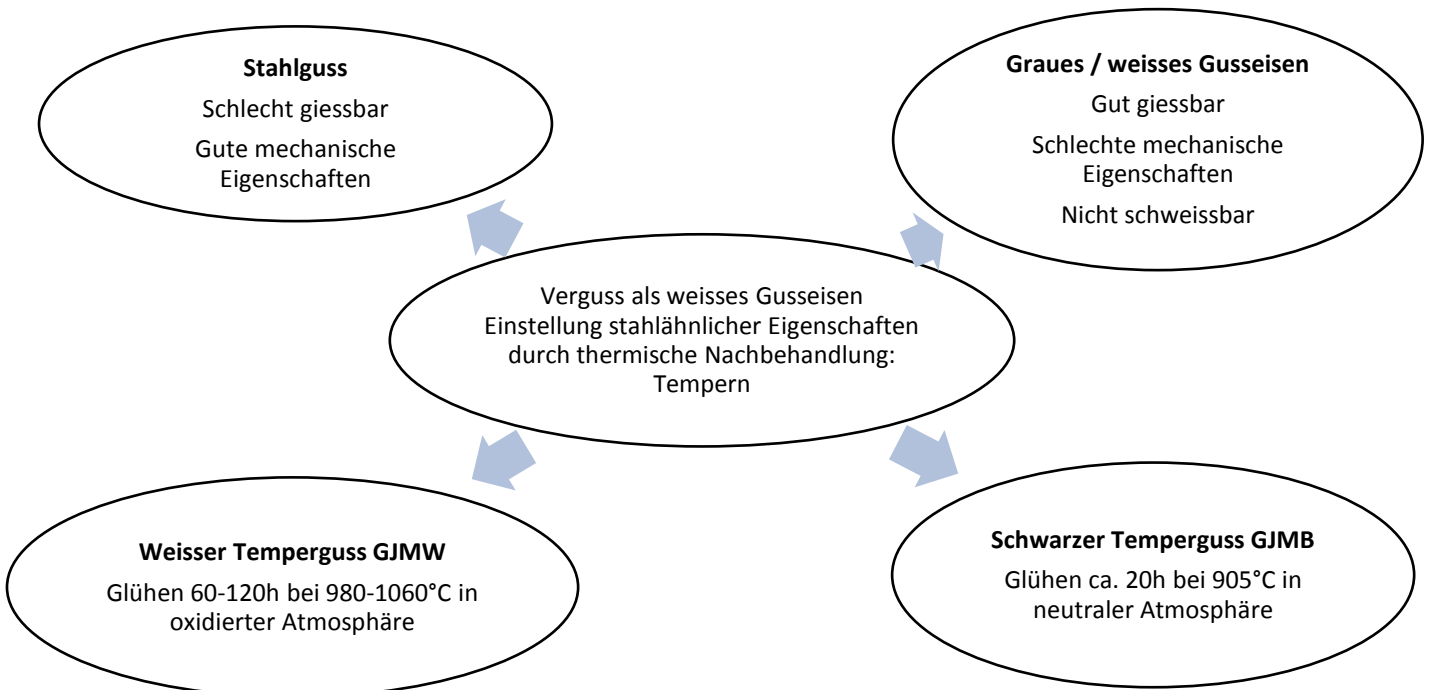 Stahlguss
Schlecht giessbar
Gute mechanische
Eigenschaften
Graues / weisses Gusseisen
Gut giessbar
Schlechte mechanische
Eigenschaften
Nicht schweissbar
Verguss als weisses Gusseisen
Einstellung stahlähnlicher Eigenschaften
durch thermische Nachbehandlung:
Tempern
Weisser Temperguss GJMW
Glühen 60-120h bei 980-1060°C in
oxidierter Atmosphäre
Schwarzer Temperguss GJMB
Glühen ca. 20h bei 905°C in
neutraler Atmosphäre